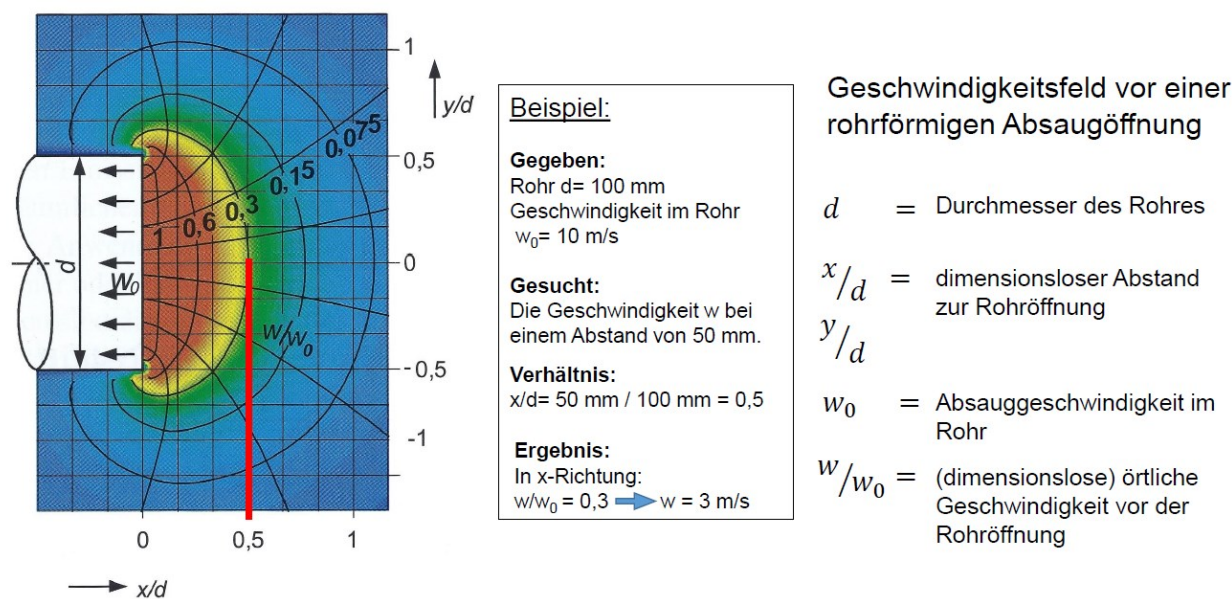 1
y/d
0,5
0
-0,5
-1
0,075
0,15
0,3
0,6
1
d
w₀
w/w₀
0
0,5
1
x/d
Beispiel:
Gegeben:
Rohr d= 100 mm
Geschwindigkeit im Rohr
w₀= 10 m/s
Gesucht:
Die Geschwindigkeit w bei
einem Abstand von 50 mm.
Verhältnis:
x/d= 50 mm / 100 mm = 0,5
Ergebnis:
In x-Richtung:
w/w₀ = 0,3 w = 3 m/s
Geschwindigkeitsfeld vor einer
rohrförmigen Absaugöffnung
d = Durchmesser des Rohres
x/d = dimensionsloser Abstand
zur Rohröffnung
y/d
w₀ = Absauggeschwindigkeit im
Rohr
w/w₀ = (dimensionslose) örtliche
Geschwindigkeit vor der
Rohröffnung